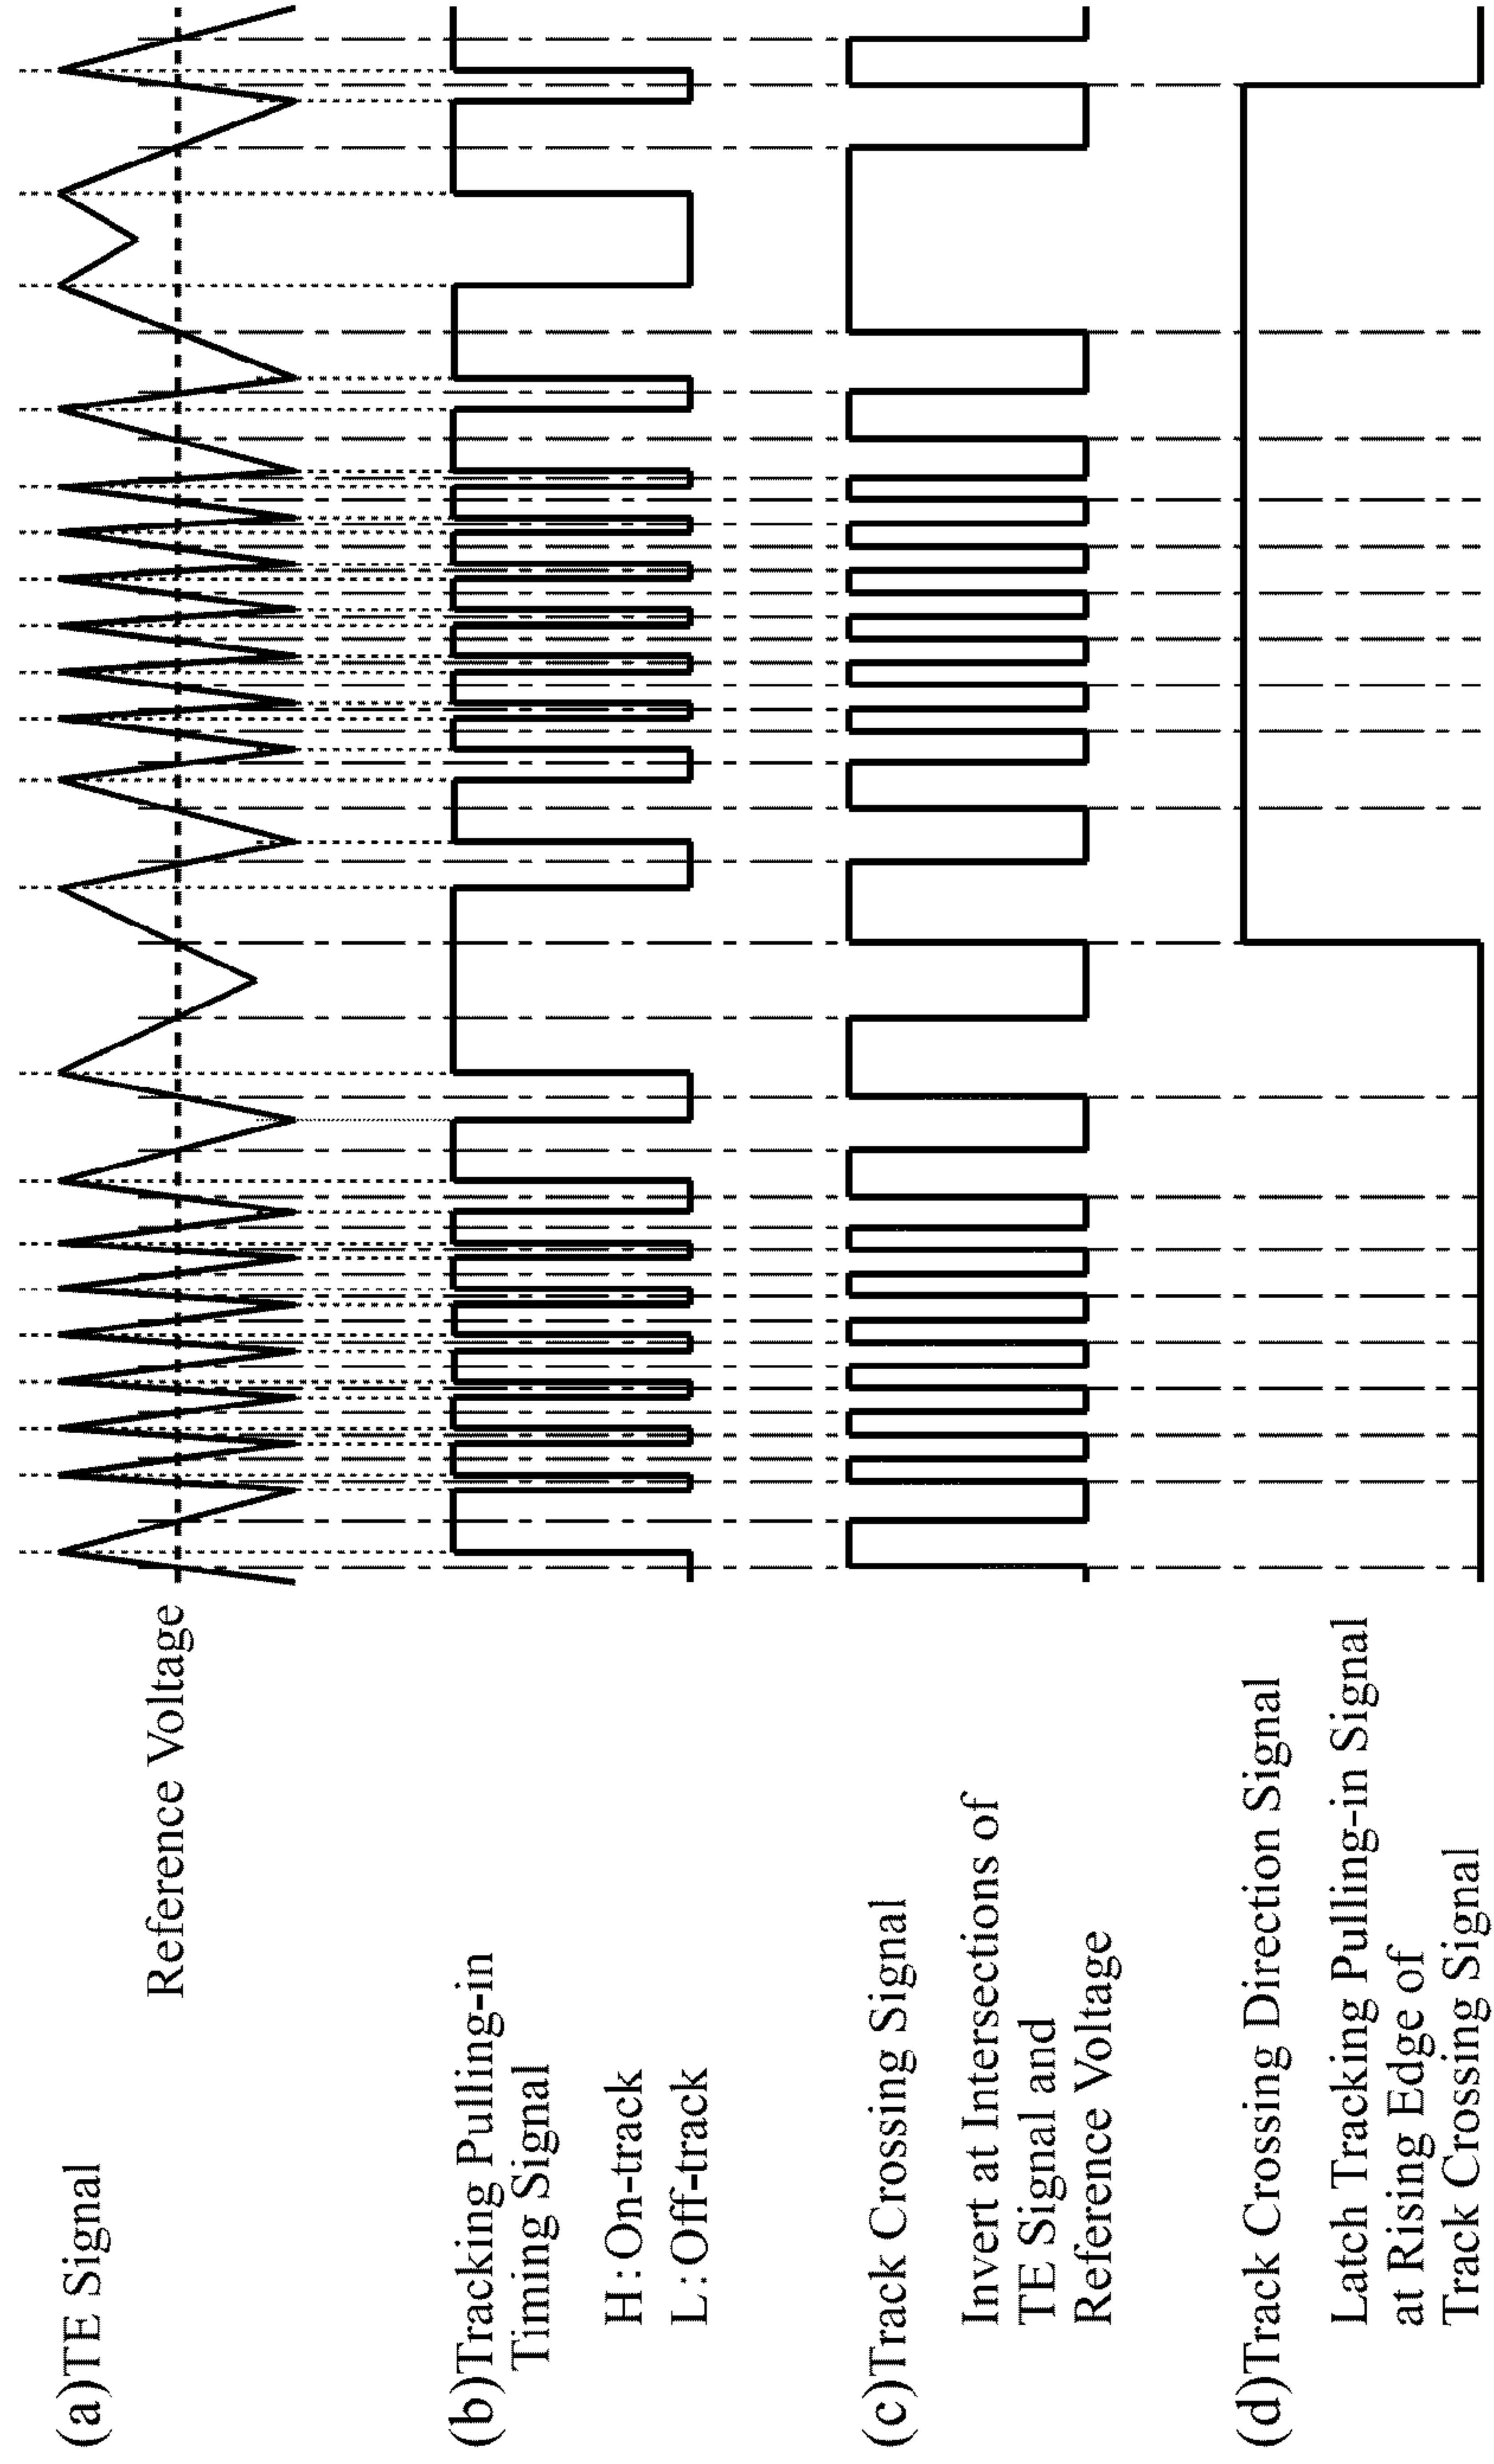 (a)TE Signal
Reference Voltage
(b)Tracking Pulling-in
Timing Signal
H:On-track
L:Off-track
(c)Track Crossing Signal
Invert at Intersections of
TE Signal and
Reference Voltage
(d)Track Crossing Direction Signal
Latch Tracking Pulling-in Signal
at Rising Edge of
Track Crossing Signal